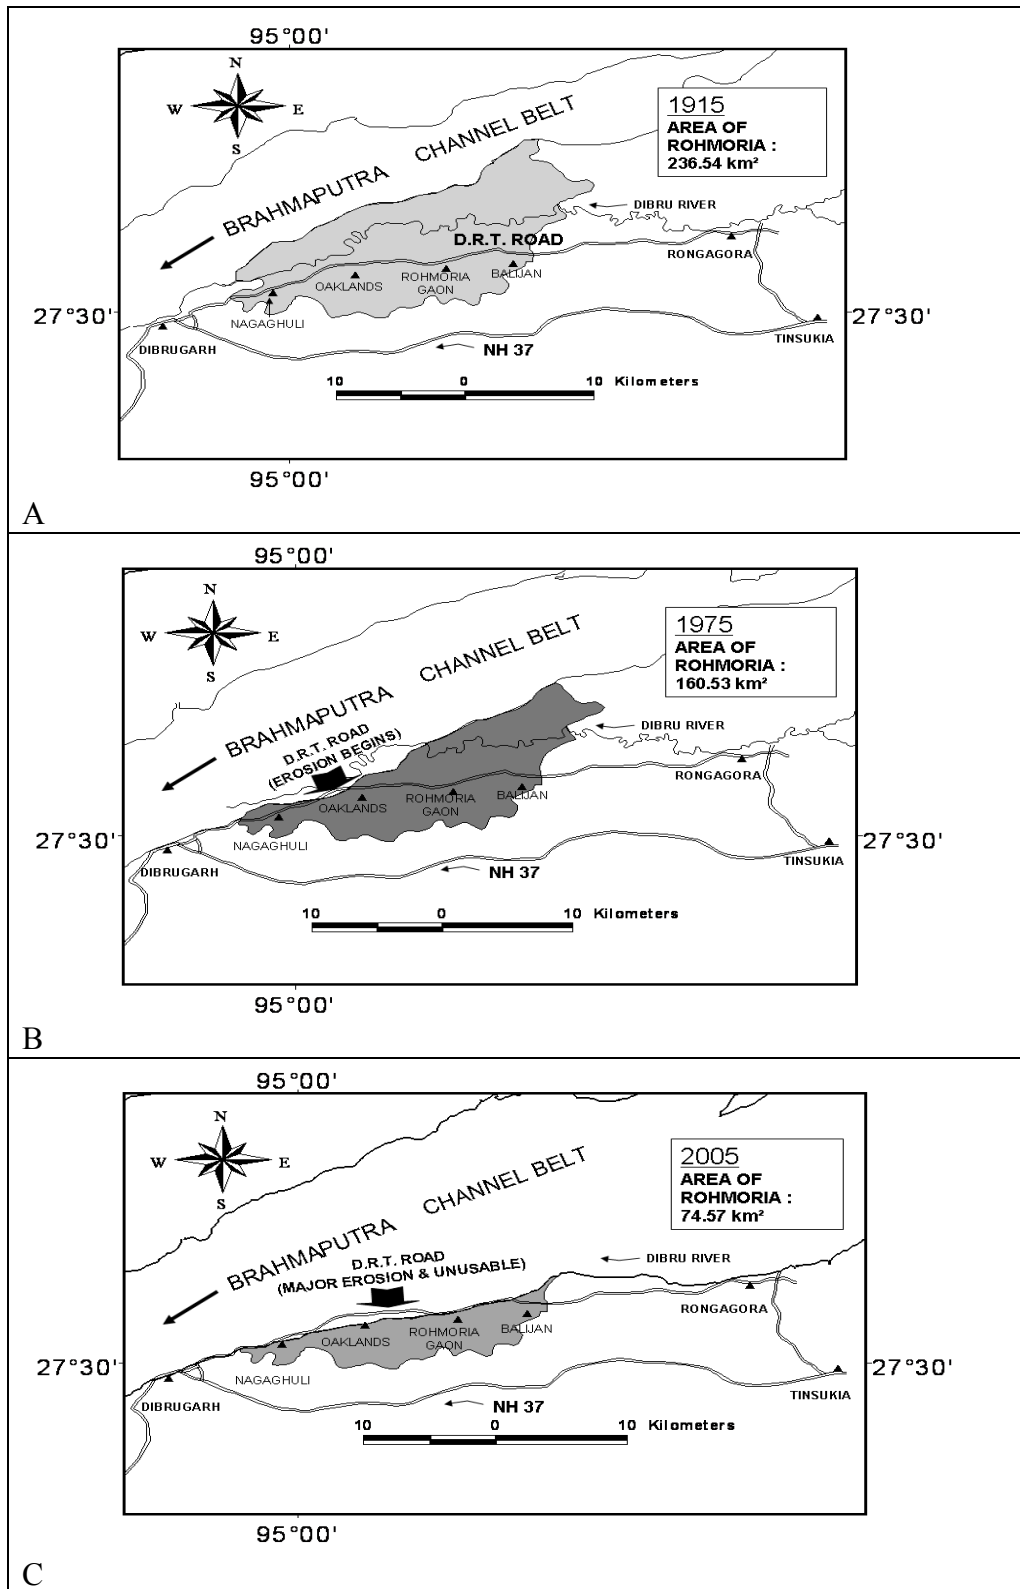 95°00'
N
W E
S
BRAHMAPUTRA CHANNEL BELT
1915
AREA OF
ROHMORIA :
236.54 km²
DIBRU RIVER
D.R.T. ROAD
RONGAGORA
OAKLANDS
ROHMORIA
GAON
BALIJAN
NAGAGHULI
27°30' 27°30'
DIBRUGARH
NH 37
TINSUKIA
10 0 10 Kilometers
95°00'
A
95°00'
N
W E
S
BRAHMAPUTRA CHANNEL BELT
1975
AREA OF
ROHMORIA :
160.53 km²
D.R.T. ROAD
(EROSION BEGINS)
DIBRU RIVER
RONGAGORA
OAKLANDS
ROHMORIA
GAON
BALIJAN
NAGAGHULI
27°30' 27°30'
DIBRUGARH
NH 37
TINSUKIA
10 0 10 Kilometers
95°00'
B
95°00'
N
W E
S
BRAHMAPUTRA CHANNEL BELT
2005
AREA OF
ROHMORIA :
74.57 km²
D.R.T. ROAD
(MAJOR EROSION & UNUSABLE)
DIBRU RIVER
RONGAGORA
OAKLANDS
ROHMORIA
GAON
BALIJAN
NAGAGHULI
27°30' 27°30'
DIBRUGARH
NH 37
TINSUKIA
10 0 10 Kilometers
95°00'
C